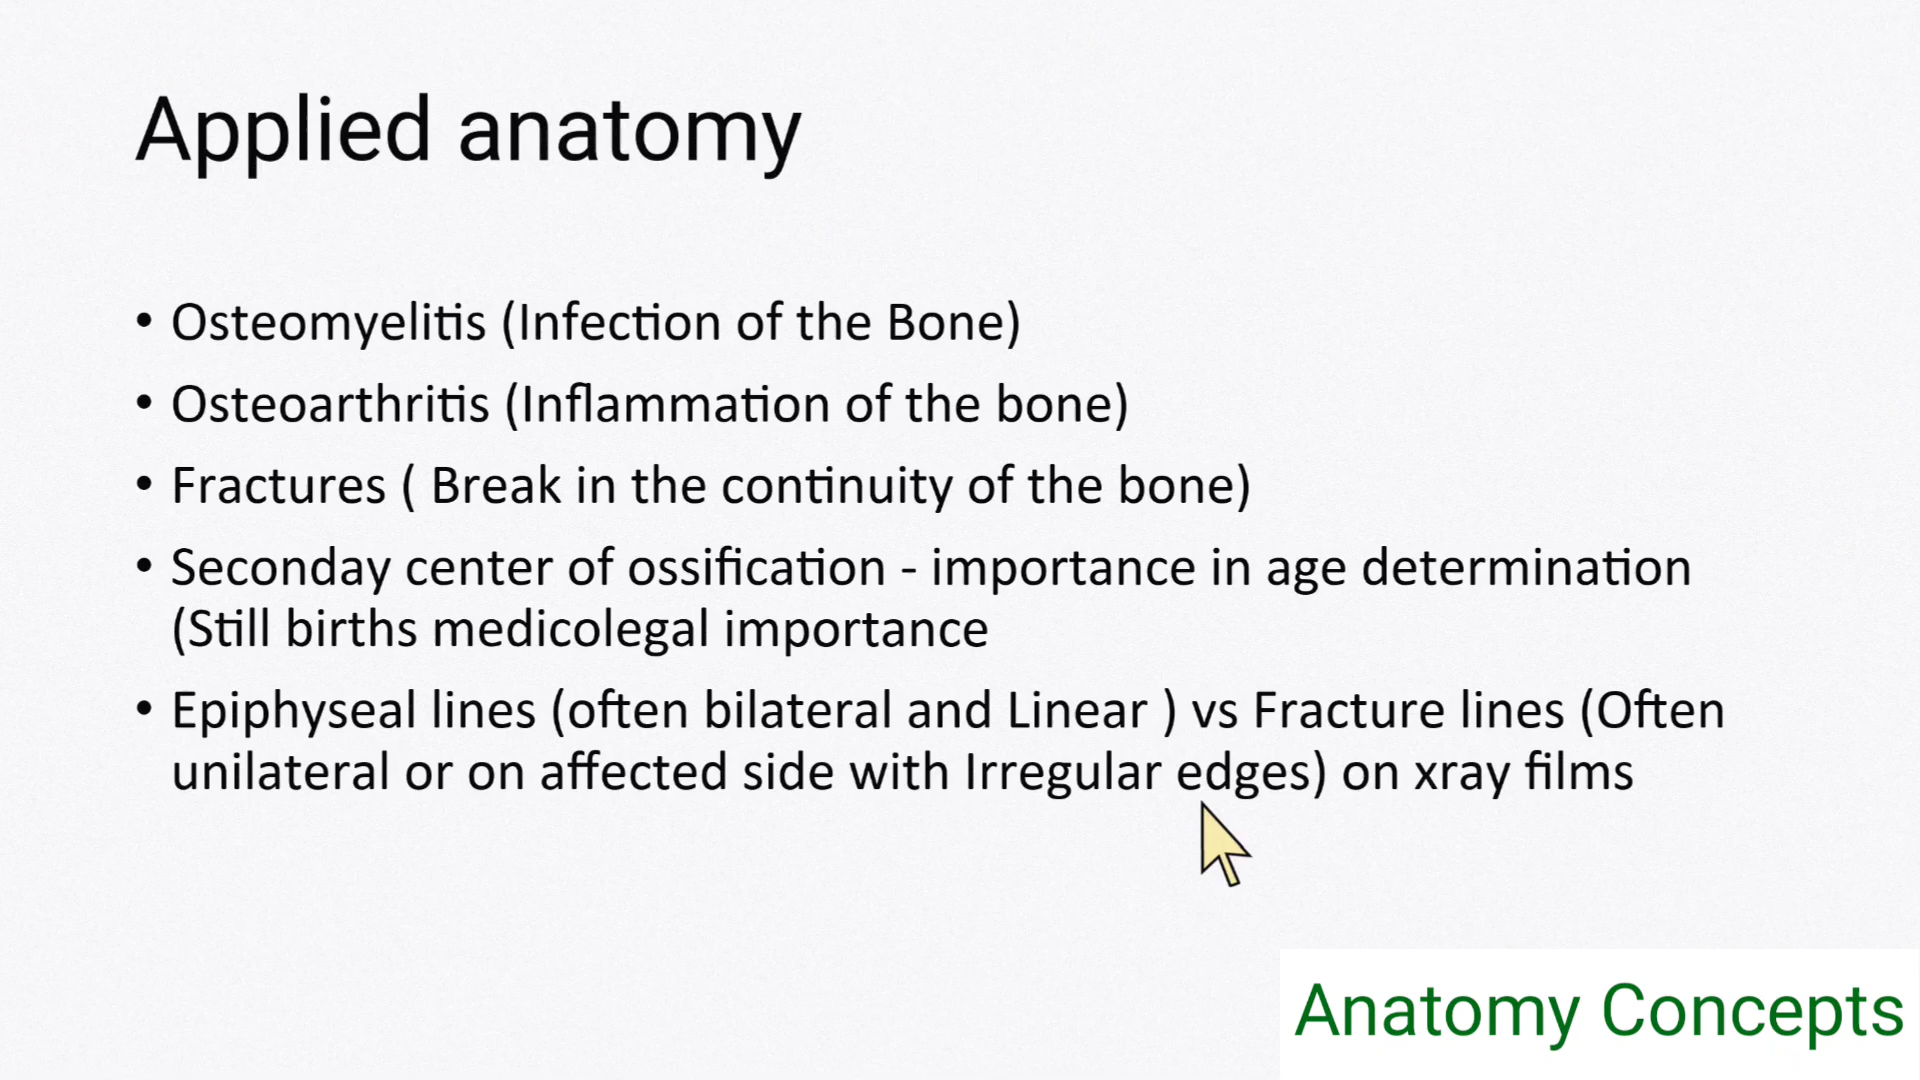 Applied anatomy
• Osteomyelitis (Infection of the Bone)
• Osteoarthritis (Inflammation of the bone)
• Fractures ( Break in the continuity of the bone)
• Seconday center of ossification - importance in age determination
(Still births medicolegal importance
• Epiphyseal lines (often bilateral and Linear ) vs Fracture lines (Often
unilateral or on affected side with Irregular edges) on xray films
Anatomy Concepts